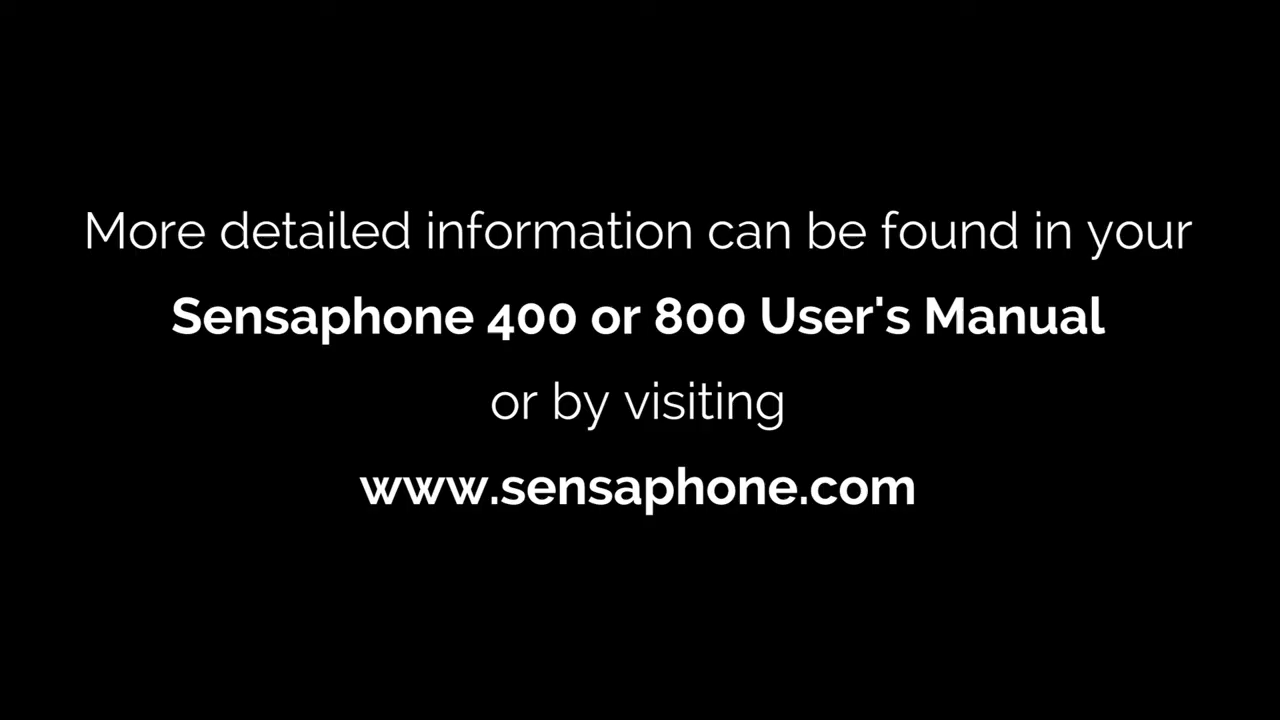 More detailed information can be found in your
Sensaphone 400 or 800 User's Manual
or by visiting
www.sensaphone.com